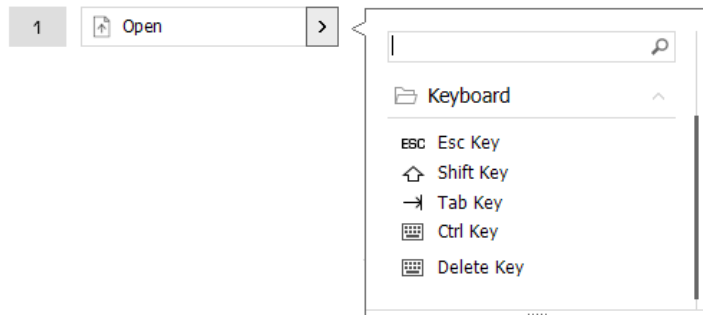 1 Open
Keyboard
ESC Esc Key
Shift Key
Tab Key
Ctrl Key
Delete Key